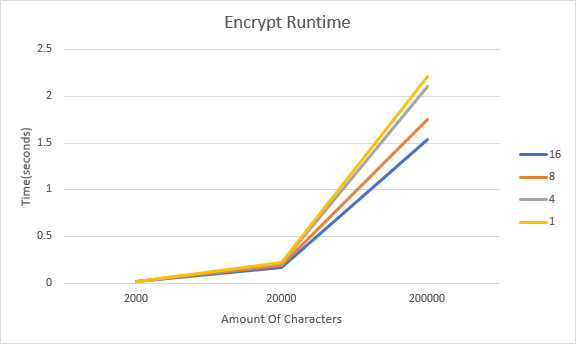 Encrypt Runtime
2.5
2
1.5
1
0.5
0
Time(seconds)
2000 20000 200000
Amount Of Characters
16
8
4
1